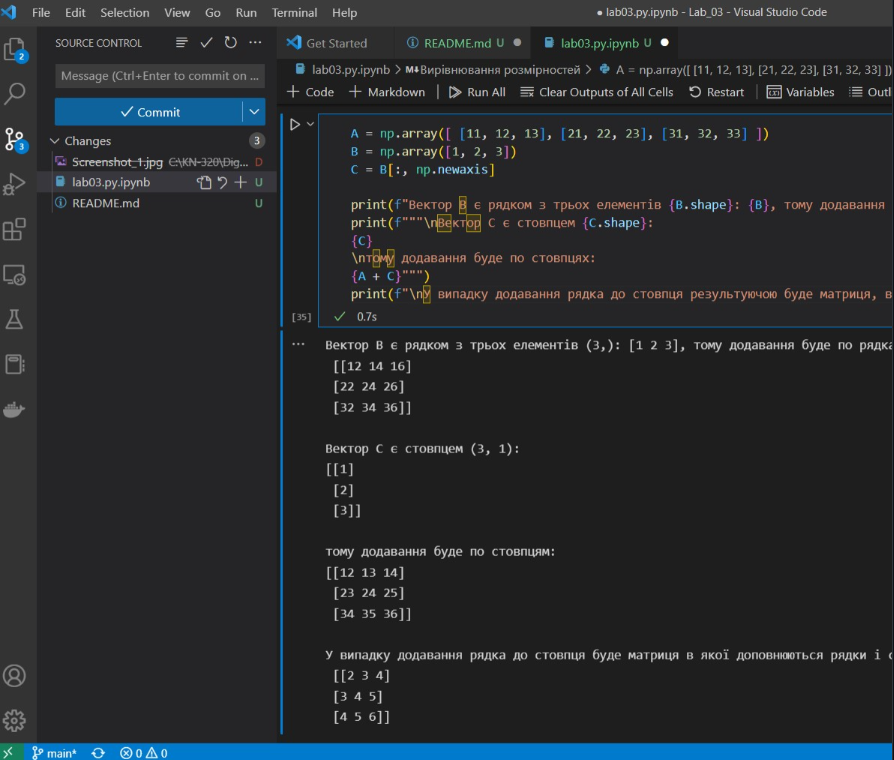 File Edit Selection View Go Run Terminal Help
● lab03.py.ipynb - Lab_03 - Visual Studio Code
SOURCE CONTROL
Get Started
README.md U
lab03.py.ipynb U
lab03.py.ipynb > M↓Вирівнювання розмірностей > A = np.array([ [11, 12, 13], [21, 22, 23], [31, 32, 33] ])
Message (Ctrl+Enter to commit on ...
+ Code + Markdown Run All Clear Outputs of All Cells Restart Variables Outl
Commit
Changes 3
Screenshot_1.jpg C:\KN-320\Dig... D
lab03.py.ipynb U
README.md U
2
3
A = np.array([ [11, 12, 13], [21, 22, 23], [31, 32, 33] ])
B = np.array([1, 2, 3])
C = B[:, np.newaxis]
print(f"Вектор B є рядком з трьох елементів {B.shape}: {B}, тому додавання
print(f"""\nВектор C є стовпцем {C.shape}:
{C}
\nтому додавання буде по стовпцях:
{A + C}""")
print(f"\nУ випадку додавання рядка до стовпця результуючою буде матриця, в
[35] 0.7s
Вектор B є рядком з трьох елементів (3,): [1 2 3], тому додавання буде по рядка
[[12 14 16]
[22 24 26]
[32 34 36]]
Вектор C є стовпцем (3, 1):
[[1]
[2]
[3]]
тому додавання буде по стовпцям:
[[12 13 14]
[23 24 25]
[34 35 36]]
У випадку додавання рядка до стовпця буде матриця в якої доповнюються рядки і
[[2 3 4]
[3 4 5]
[4 5 6]]
main* 0 0